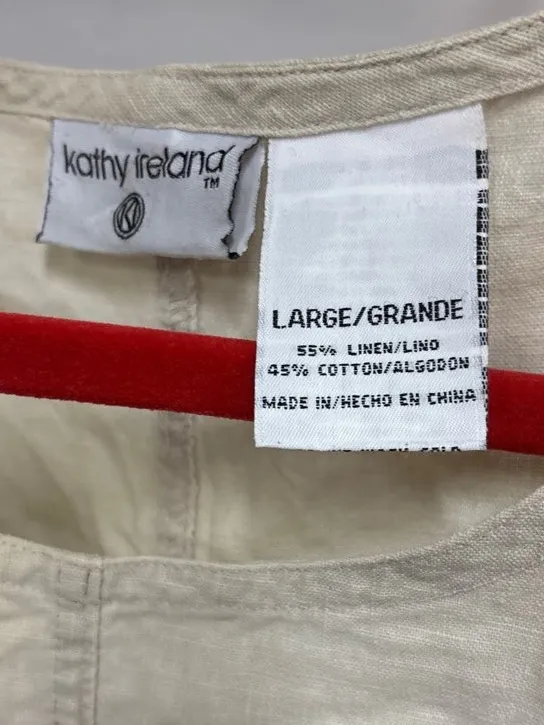 kathy ireland
TM
LARGE/GRANDE
55% LINEN/LINO
45% COTTON/ALGODON
MADE IN/HECHO EN CHINA